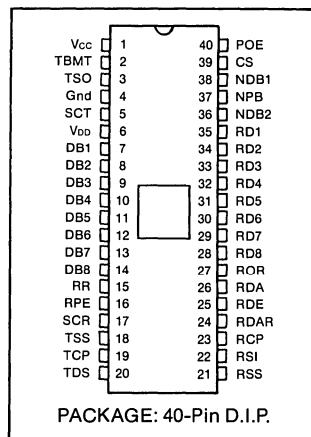 Vcc 1 40 POE
TBMT 2 39 CS
TSO 3 38 NDB1
Gnd 4 37 NPB
SCT 5 36 NDB2
VDD 6 35 RD1
DB1 7 34 RD2
DB2 8 33 RD3
DB3 9 32 RD4
DB4 10 31 RD5
DB5 11 30 RD6
DB6 12 29 RD7
DB7 13 28 RD8
DB8 14 27 ROR
RR 15 26 RDA
RPE 16 25 RDE
SCR 17 24 RDAR
TSS 18 23 RCP
TCP 19 22 RSI
TDS 20 21 RSS
PACKAGE: 40-Pin D.I.P.